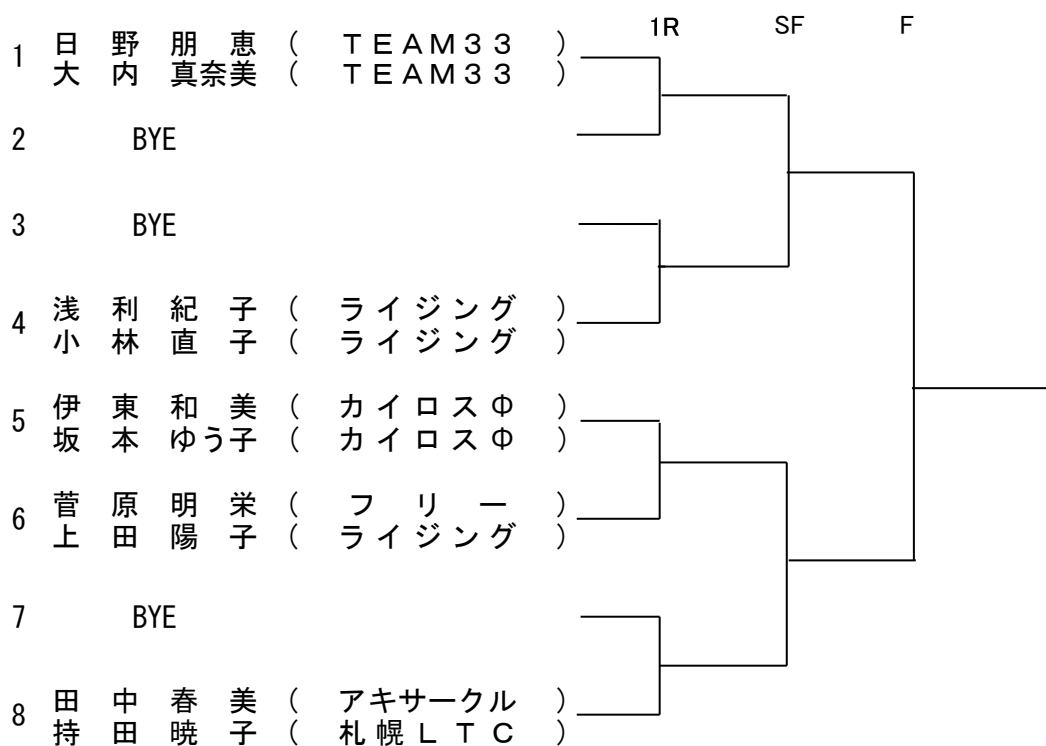 1R SF F
1 日 野 朋 恵 ( TEAM33 )
大 内 真奈美 ( TEAM33 )
2 BYE
3 BYE
4 浅 利 紀 子 ( ライジング )
小 林 直 子 ( ライジング )
5 伊 東 和 美 ( カイロスΦ )
坂 本 ゆう子 ( カイロスΦ )
6 菅 原 明 栄 ( フリー )
上 田 陽 子 ( ライジング )
7 BYE
8 田 中 春 美 ( アキサークル )
持 田 暁 子 ( 札幌LTC )